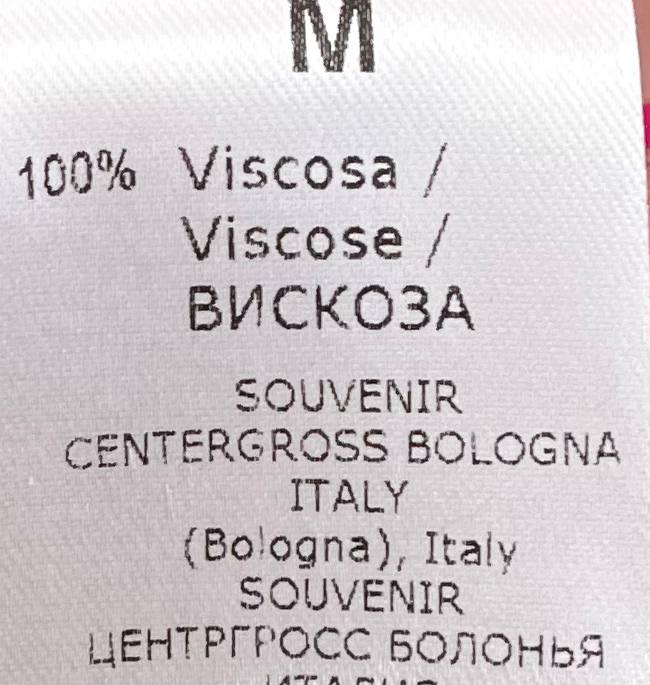 M
100% Viscosa /
Viscose /
ВИСКОЗА
SOUVENIR
CENTERGROSS BOLOGNA
ITALY
(Bologna), Italy
SOUVENIR
ЦЕНТРГРОСС БОЛОНЬЯ